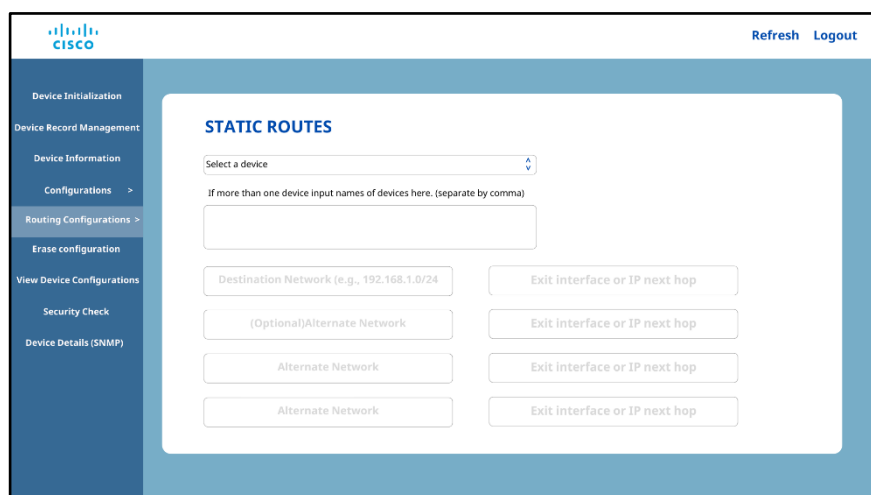 CISCO
Refresh Logout
Device Initialization
Device Record Management
Device Information
Configurations >
Routing Configurations >
Erase configuration
View Device Configurations
Security Check
Device Details (SNMP)
STATIC ROUTES
Select a device
If more than one device input names of devices here. (separate by comma)
Destination Network (e.g., 192.168.1.0/24
Exit interface or IP next hop
(Optional)Alternate Network
Exit interface or IP next hop
Alternate Network
Exit interface or IP next hop
Alternate Network
Exit interface or IP next hop